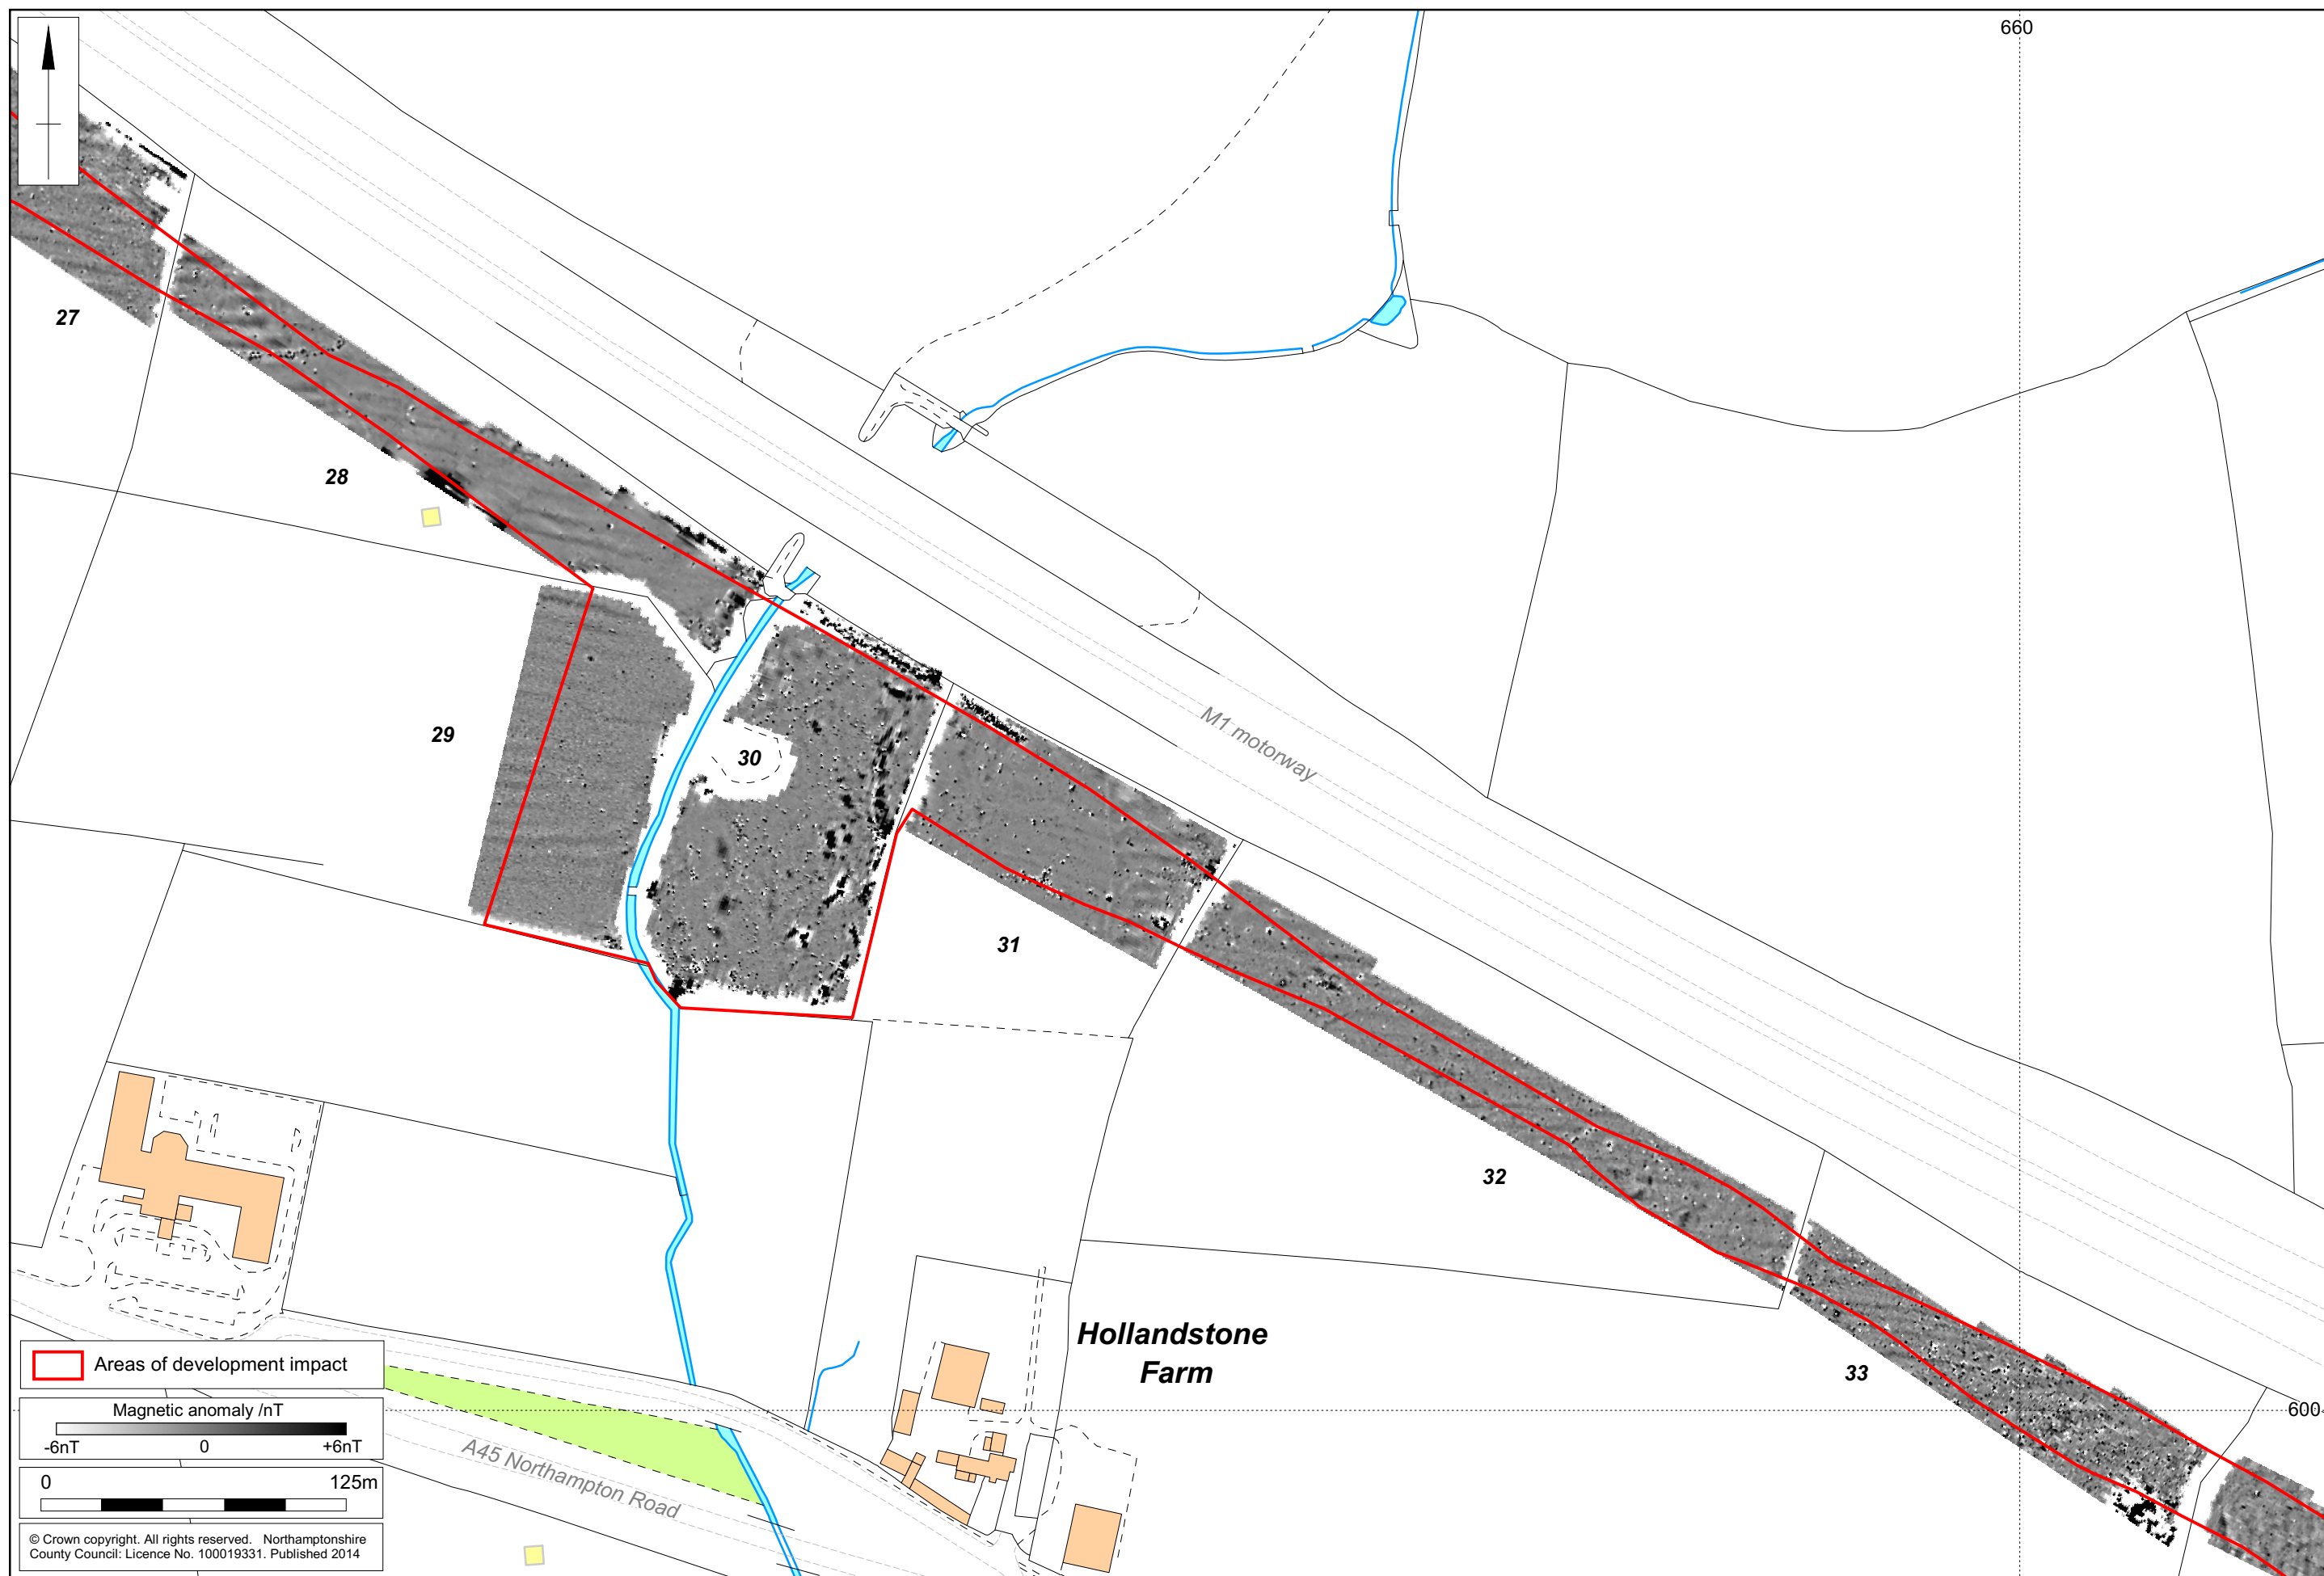 660
27
28
29
30
M1 motorway
31
32
Hollandstone
Farm
33
600
Areas of development impact
Magnetic anomaly /nT
-6nT 0 +6nT
0 125m
A45 Northampton Road
© Crown copyright. All rights reserved. Northamptonshire
County Council: Licence No. 100019331. Published 2014